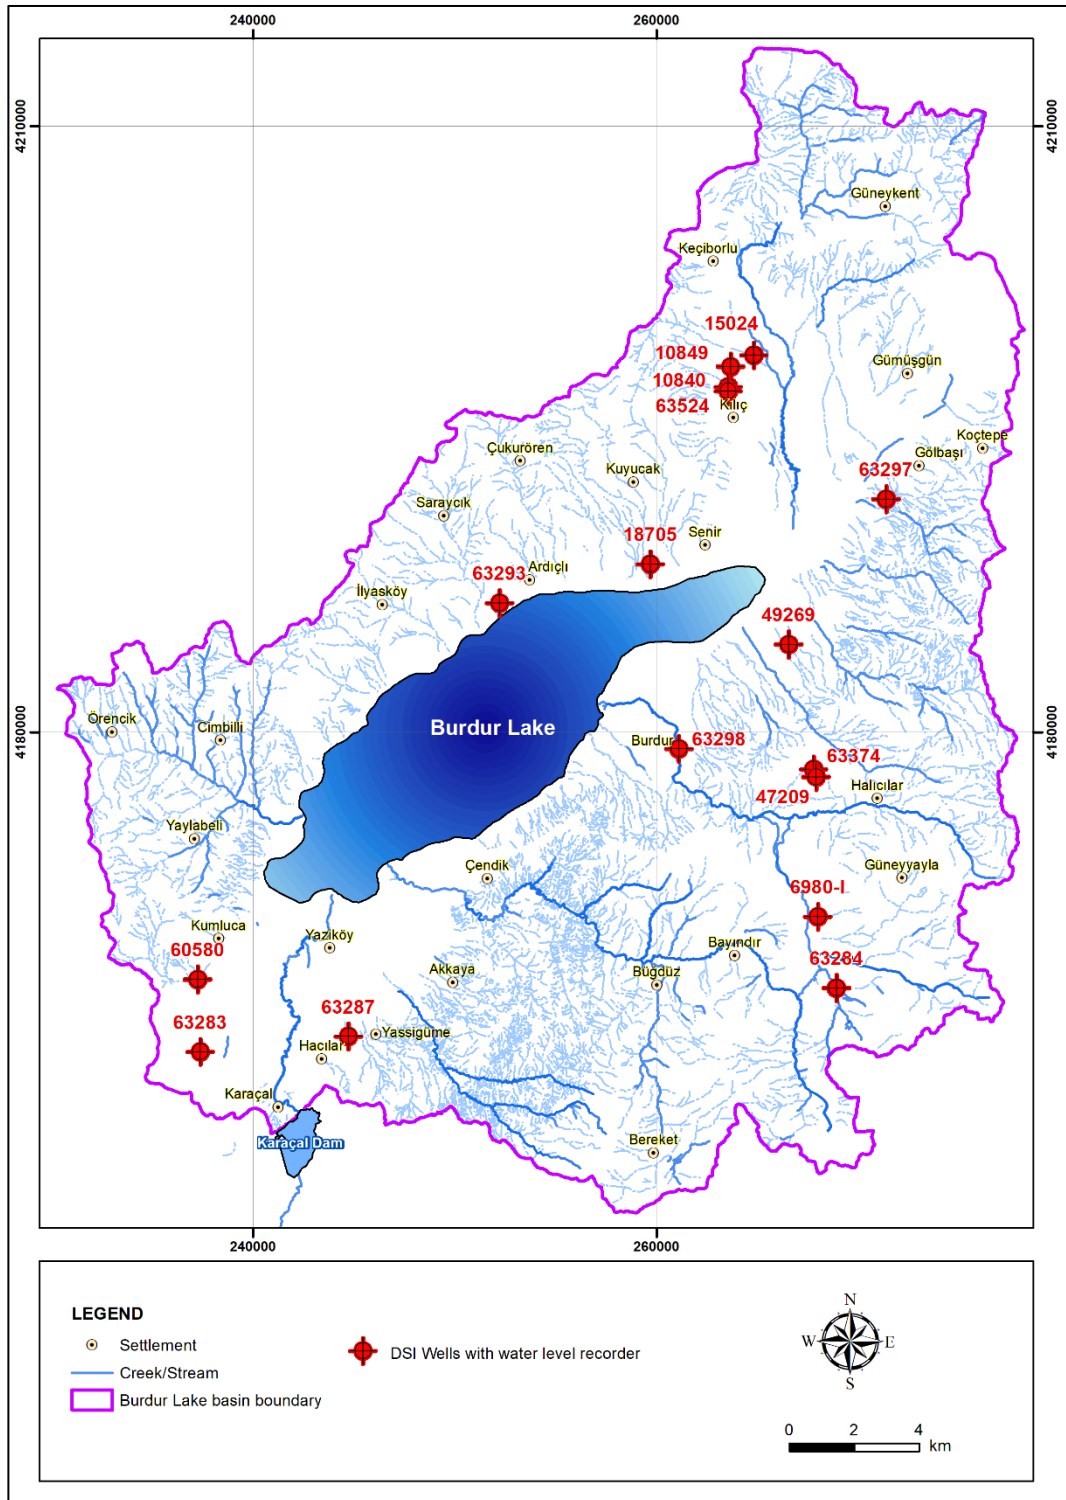 240000
260000
4210000
4210000
Güneykent
Keçiborlu
15024
10849
Gümüşgün
10840
63524
Kılıç
Koçtepe
Gölbaşı
Çukurören
Kuyucak
63297
Saraycık
18705
Senir
Ardıçlı
63293
İlyasköy
49269
Örencik
Cimbilli
Burdur Lake
4180000
4180000
Burdur
63298
63374
47209
Halıcılar
Yaylabeli
Çendik
Güneyyayla
6980-I
Kumluca
Yazıköy
Bayındır
60580
Akkaya
Büğdüz
63284
63283
63287
Yassigüme
Hacılar
Karaçal
Karaçal Dam
Bereket
240000
260000
LEGEND
Settlement
Creek/Stream
Burdur Lake basin boundary
DSI Wells with water level recorder
N
W
E
S
0 2 4
km